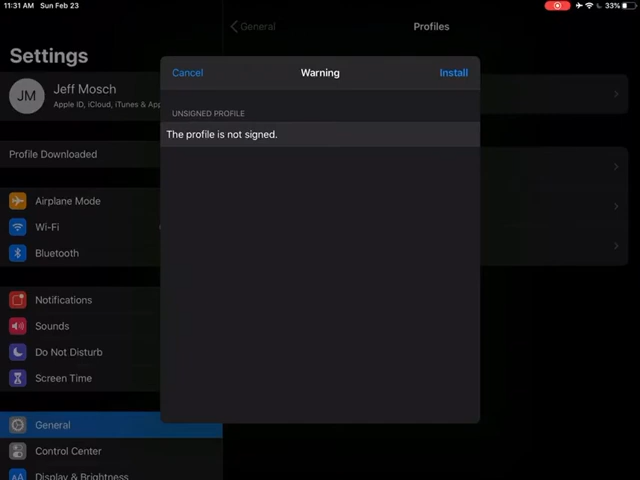 11:31 AM Sun Feb 23
33%
General
Profiles
Settings
JM
Jeff Mosch
Apple ID, iCloud, iTunes & App
Profile Downloaded
Airplane Mode
Wi-Fi
Bluetooth
Notifications
Sounds
Do Not Disturb
Screen Time
General
Control Center
AA Display & Brightness
Cancel
Warning
Install
UNSIGNED PROFILE
The profile is not signed.